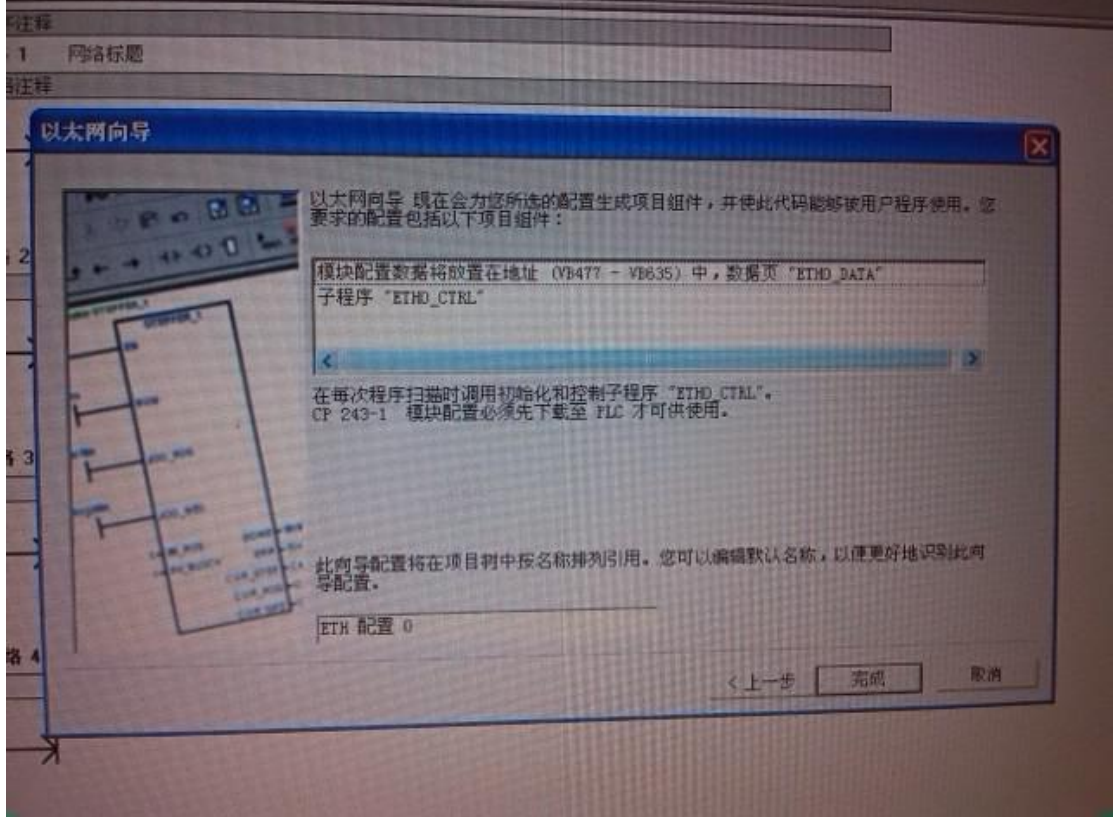 注释
1 网络标题
注释
以太网向导
以太网向导 现在会为您所选的配置生成项目组件，并使此代码能够被用户程序使用。您
要求的配置包括以下项目组件：
模块配置数据将放置在地址 (VB477 - VB635) 中，数据页 "ETH0_DATA"
子程序 "ETH0_CTRL"
在每次程序扫描时调用初始化和控制子程序 "ETH0_CTRL"。
CP 243-1 模块配置必须先下载至 PLC 才可供使用。
此向导配置将在项目树中按名称排列引用。您可以编辑默认名称，以便更好地识别此向
导配置。
ETH 配置 0
2
3
络 4
<上一步
完成
取消